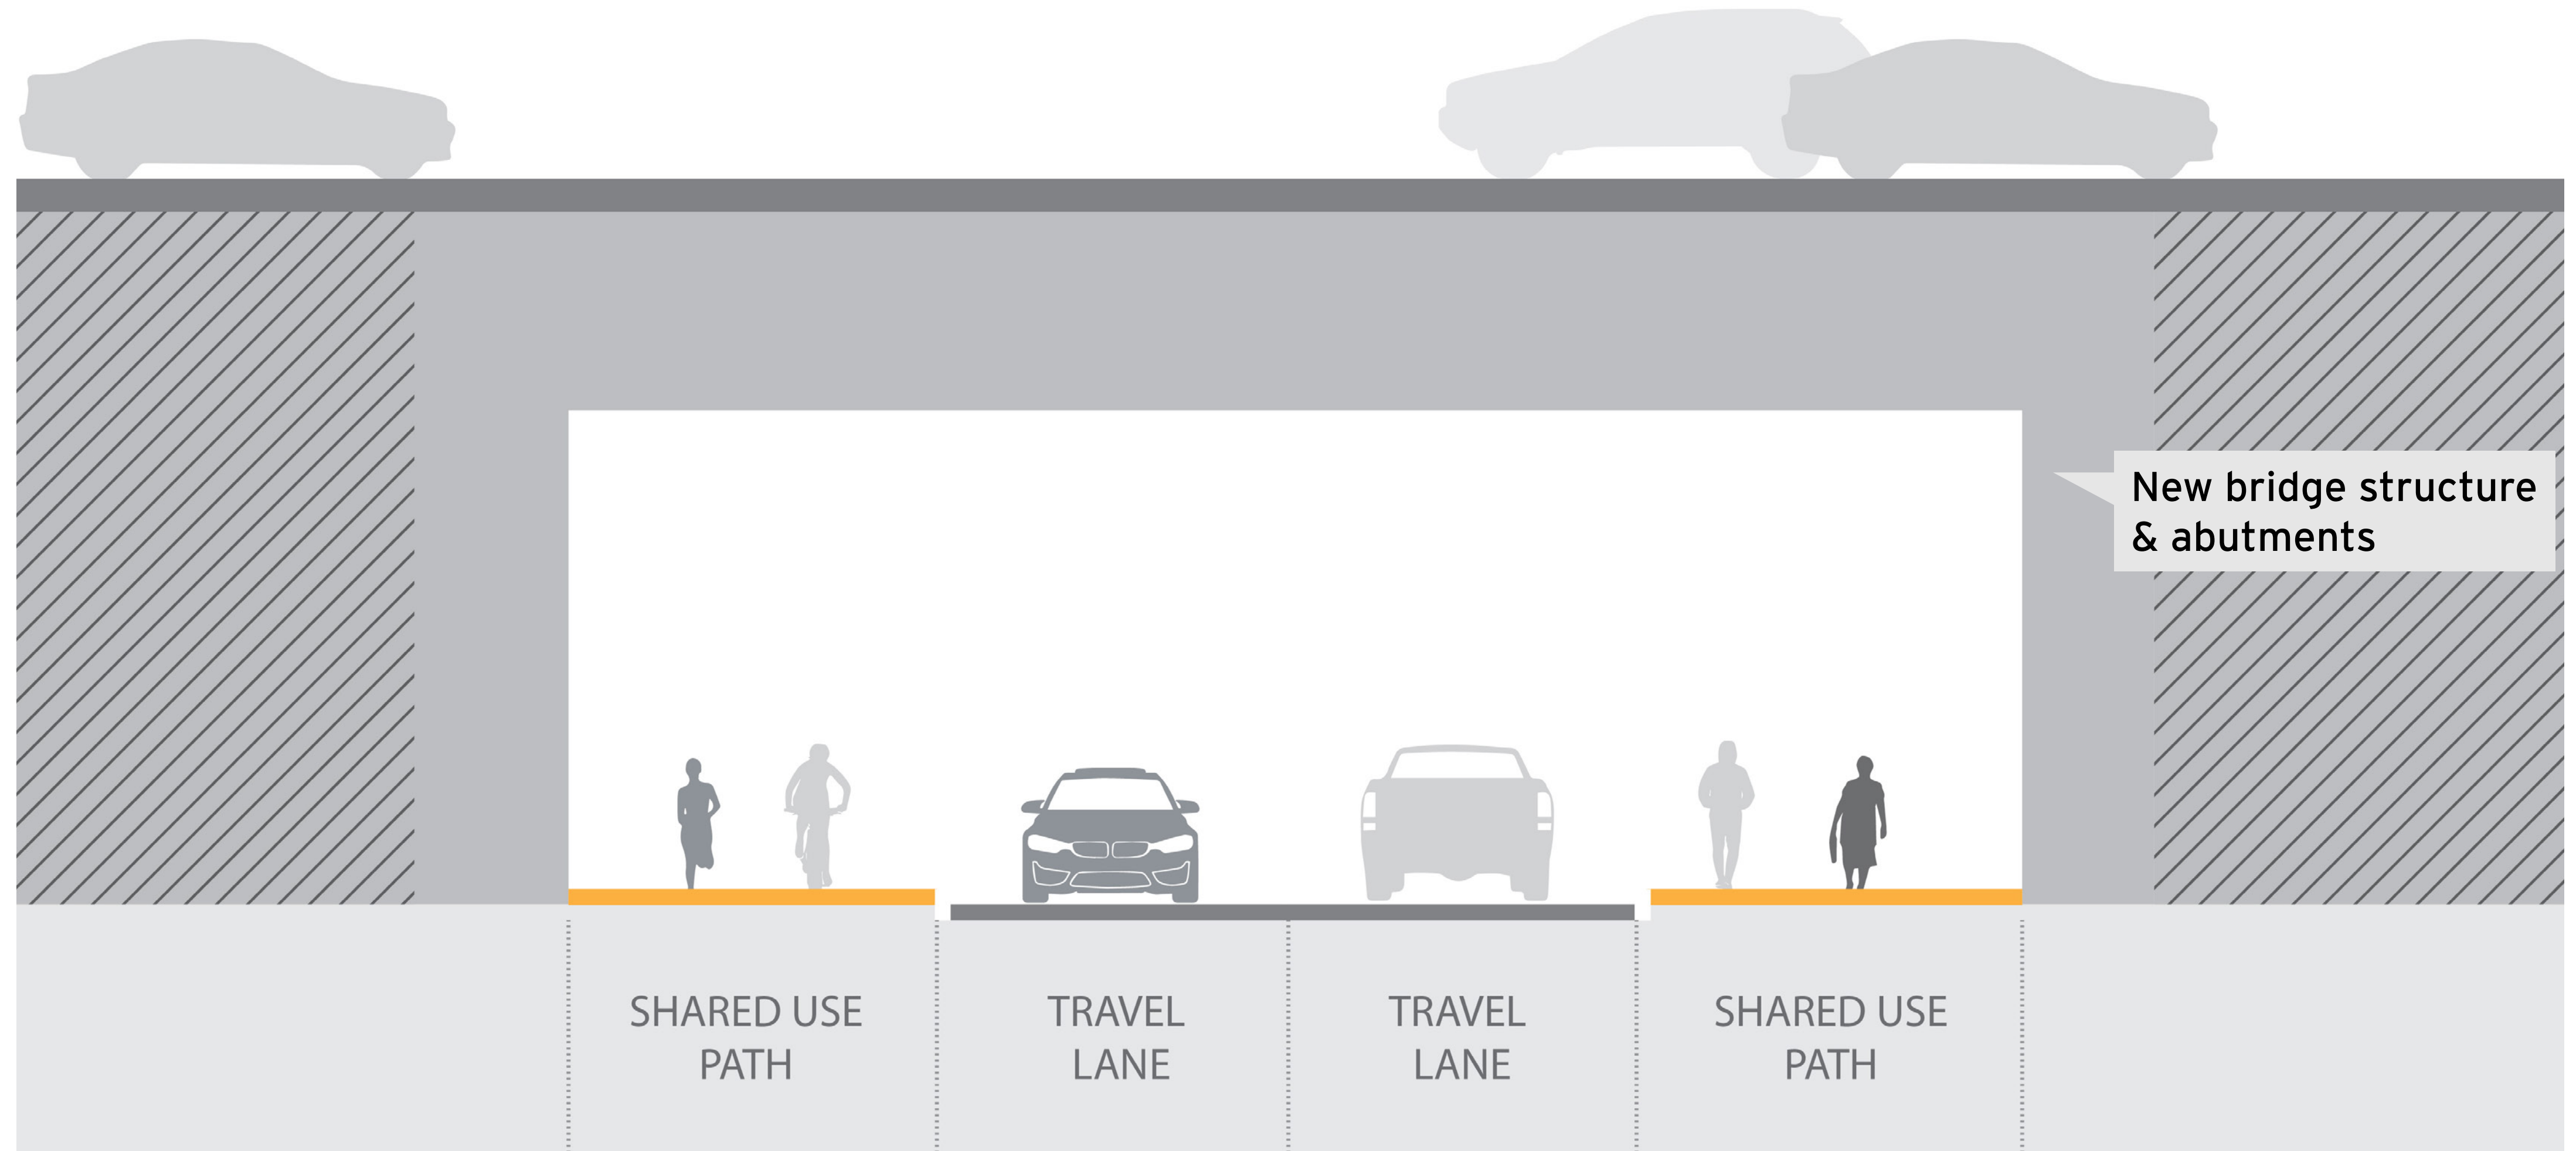 New bridge structure
& abutments
SHARED USE
PATH
TRAVEL
LANE
TRAVEL
LANE
SHARED USE
PATH